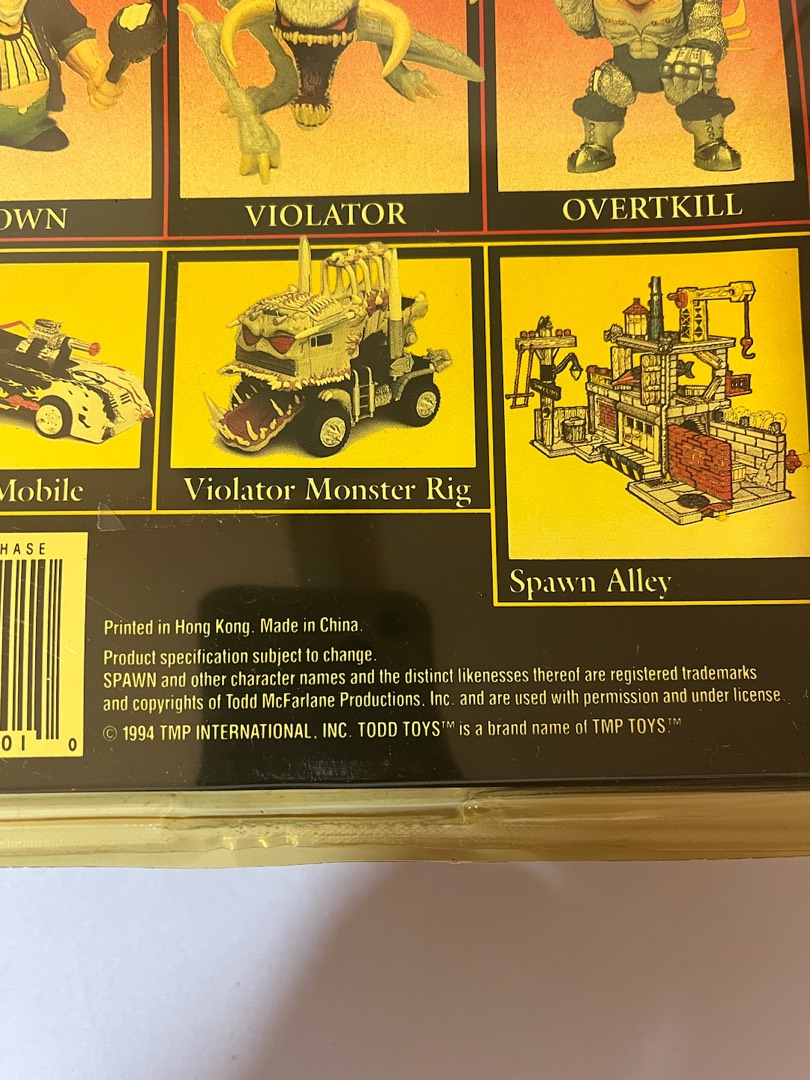 OWN
VIOLATOR
OVERTKILL
Mobile
Violator Monster Rig
Spawn Alley
HASE
01 0
Printed in Hong Kong. Made in China.
Product specification subject to change.
SPAWN and other character names and the distinct likenesses thereof are registered trademarks
and copyrights of Todd McFarlane Productions, Inc. and are used with permission and under license.
© 1994 TMP INTERNATIONAL, INC. TODD TOYS™ is a brand name of TMP TOYS.™